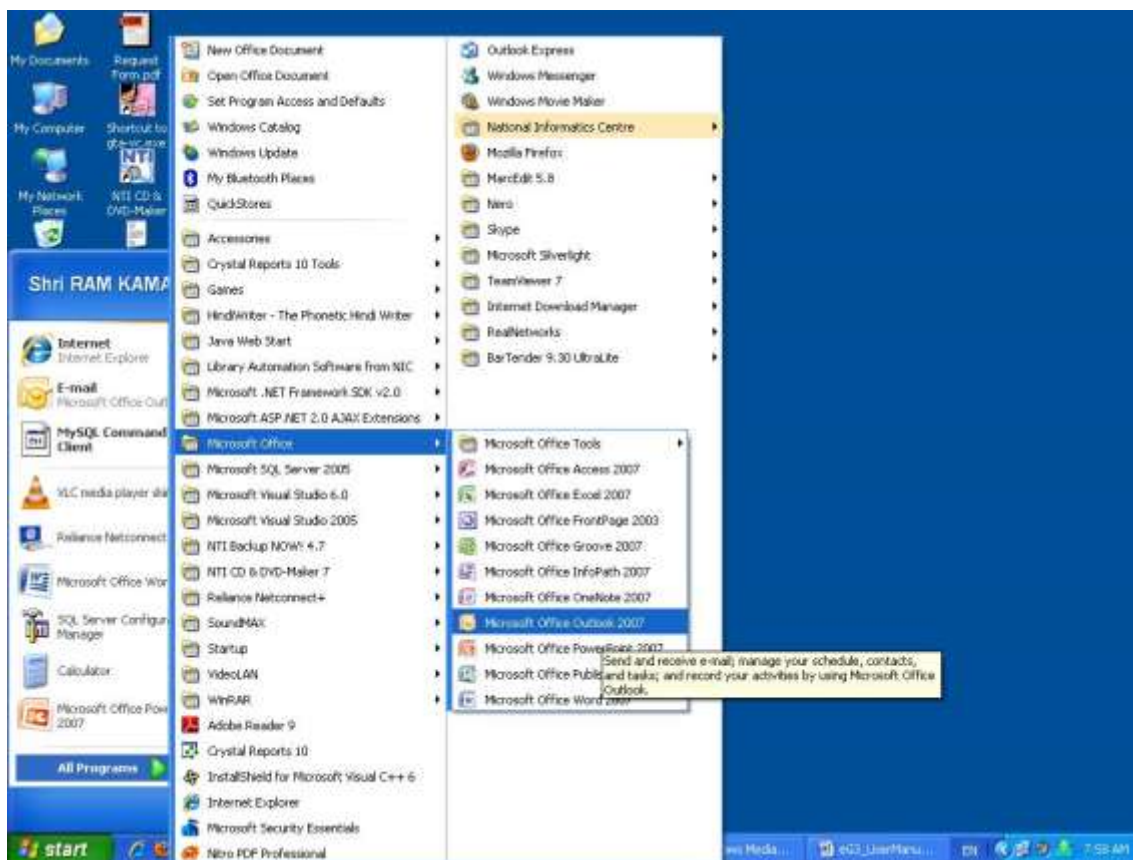 My Documents
Request
Form.pdf
My Computer
Shortcut to
My Network
Places
NTI CD &
DVD-Maker
Shri RAM KAMA
Internet
Internet Explorer
E-mail
Microsoft Office Out
MySQL Command
Client
VLC media player
Reliance Netconnect
Microsoft Office Wor
SQL Server Configur
Manager
Calculator
Microsoft Office Pow
2007
All Programs
New Office Document
Open Office Document
Set Program Access and Defaults
Windows Catalog
Windows Update
My Bluetooth Places
QuickStores
Accessories
Crystal Reports 10 Tools
Games
HindiWriter - The Phonetic Hindi Writer
Java Web Start
Library Automation Software from NIC
Microsoft .NET Framework SDK v2.0
Microsoft ASP.NET 2.0 AJAX Extensions
Microsoft Office
Microsoft SQL Server 2005
Microsoft Visual Studio 6.0
Microsoft Visual Studio 2005
NTI Backup NOW! 4.7
NTI CD & DVD-Maker 7
Reliance Netconnect+
SoundMAX
Startup
VideoLAN
WinRAR
Adobe Reader 9
Crystal Reports 10
InstallShield for Microsoft Visual C++ 6
Internet Explorer
Microsoft Security Essentials
Nitro PDF Professional
Outlook Express
Windows Messenger
Windows Movie Maker
National Informatics Centre
Mozilla Firefox
MarcEdit 5.8
Nero
Skype
Microsoft Silverlight
TeamViewer 7
Internet Download Manager
RealNetworks
BarTender 9.30 UltraLite
Microsoft Office Tools
Microsoft Office Access 2007
Microsoft Office Excel 2007
Microsoft Office FrontPage 2003
Microsoft Office Groove 2007
Microsoft Office InfoPath 2007
Microsoft Office OneNote 2007
Microsoft Office Outlook 2007
Microsoft Office PowerPoint 2007
Microsoft Office Publis
Microsoft Office Word 2007
Send and receive e-mail; manage your schedule, contacts,
and tasks; and record your activities by using Microsoft Office
Outlook.
start
ws Media...
eG3_UserManu...
EN
7:58 AM